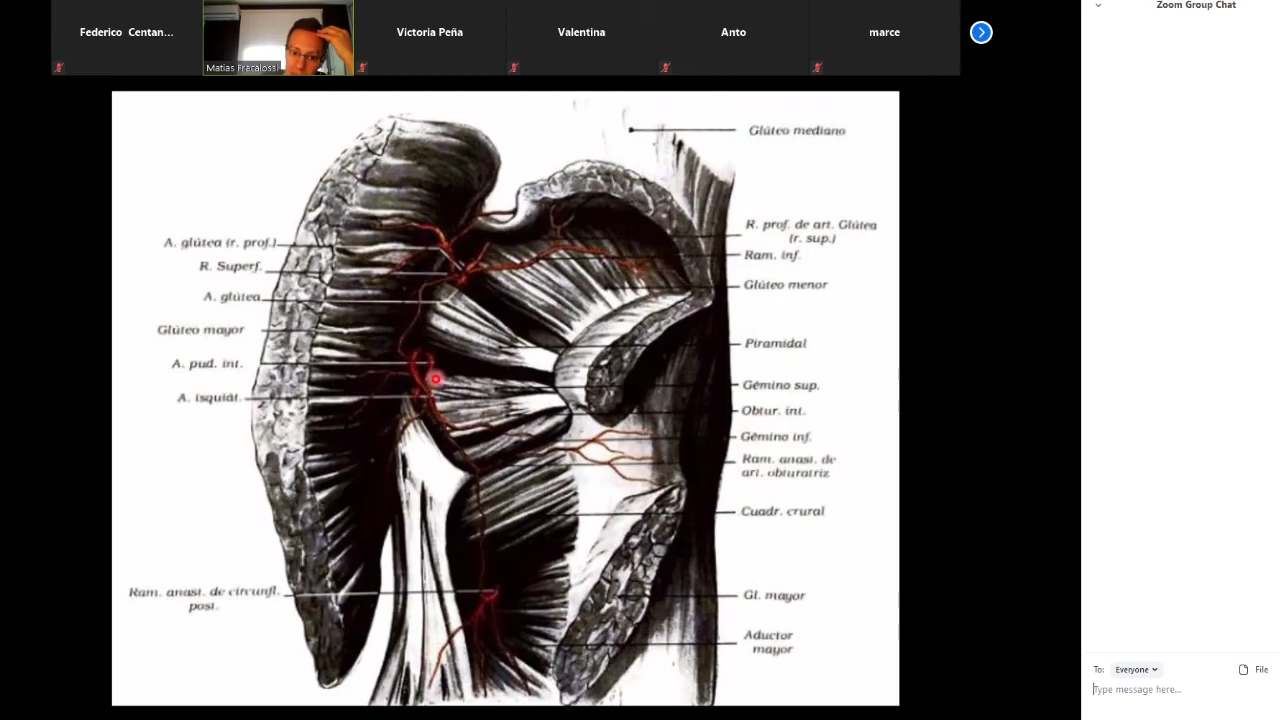 Zoom Group Chat
Federico Centan...
Victoria Peña
Valentina
Anto
marce
Matias Fracalossi
Glúteo mediano
A. glútea (r. prof.)
R. Superf.
A. glútea
Glúteo mayor
A. pud. int.
A. isquiát.
Ram. anast. de circunfl.
post.
R. prof. de art. Glútea
(r. sup.)
Ram. inf.
Glúteo menor
Piramidal
Gémino sup.
Obtur. int.
Gémino inf.
Ram. anast. de
art. obturatriz
Cuadr. crural
Gl. mayor
Aductor
mayor
To: Everyone File
Type message here...